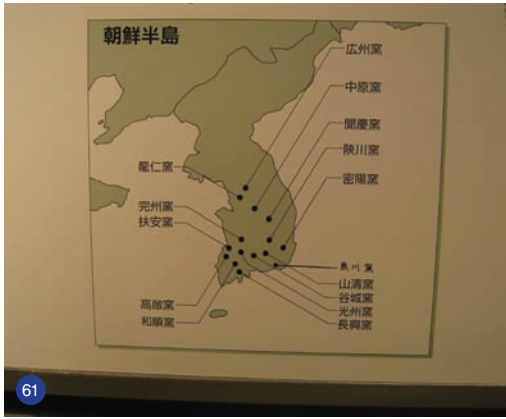 朝鮮半島
広州窯
中原窯
聞慶窯
陜川窯
密陽窯
龍仁窯
完州窯
扶安窯
山清窯
谷城窯
光州窯
長興窯
高敞窯
和順窯
61